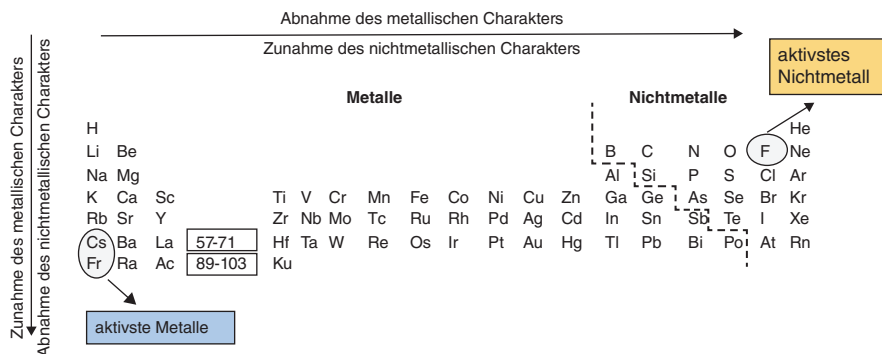 Abnahme des metallischen Charakters
Zunahme des nichtmetallischen Charakters
aktivstes
Nichtmetall
Zunahme des metallischen Charakters
Abnahme des nichtmetallischen Charakters
Metalle Nichtmetalle
H He
Li Be B C N O F Ne
Na Mg Al Si P S Cl Ar
K Ca Sc Ti V Cr Mn Fe Co Ni Cu Zn Ga Ge As Se Br Kr
Rb Sr Y Zr Nb Mo Tc Ru Rh Pd Ag Cd In Sn Sb Te I Xe
Cs Ba La 57-71 Hf Ta W Re Os Ir Pt Au Hg Tl Pb Bi Po At Rn
Fr Ra Ac 89-103 Ku
aktivste Metalle